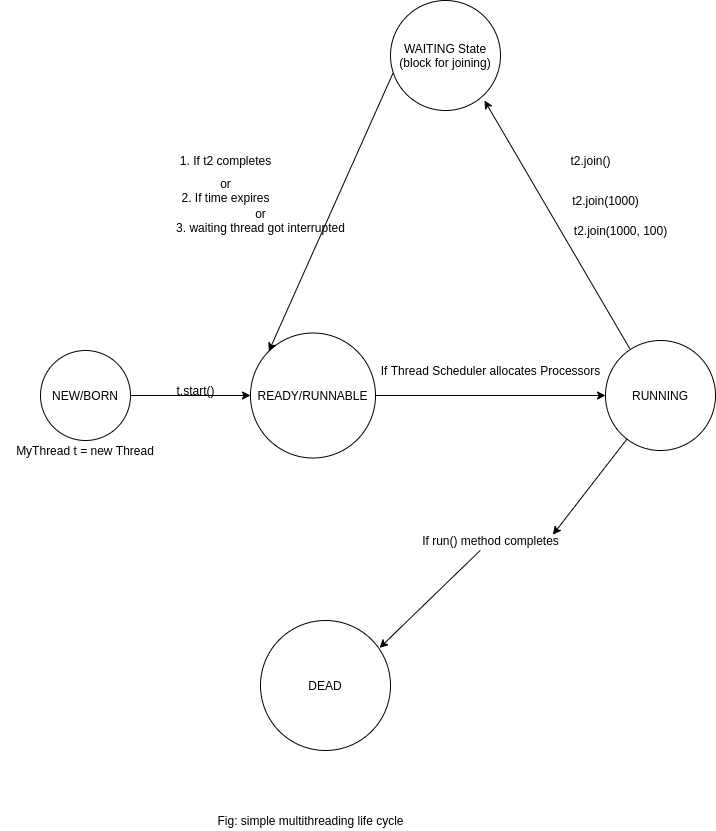 WAITING State
(block for joining)
1. If t2 completes
or
2. If time expires
or
3. waiting thread got interrupted
t2.join()
t2.join(1000)
t2.join(1000, 100)
NEW/BORN
t.start()
READY/RUNNABLE
If Thread Scheduler allocates Processors
RUNNING
MyThread t = new Thread
If run() method completes
DEAD
Fig: simple multithreading life cycle